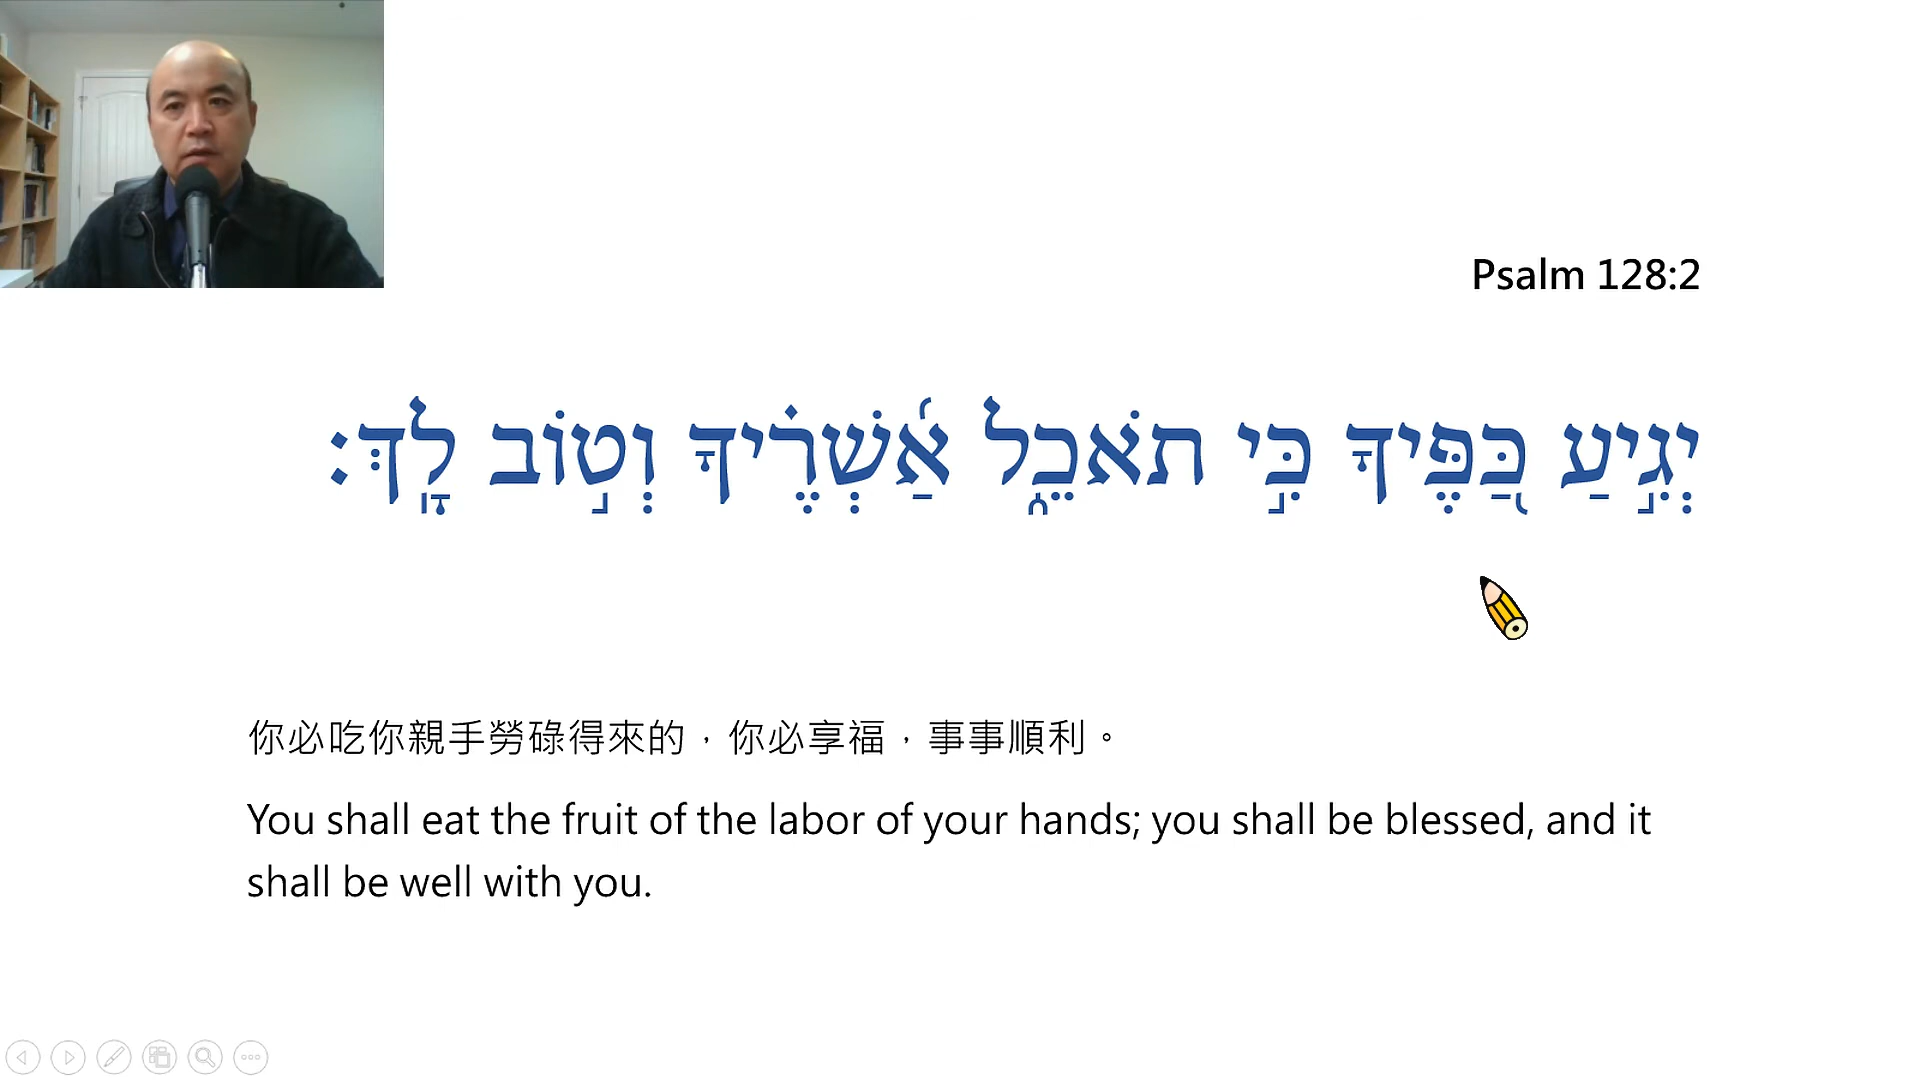 Psalm 128:2
יְגִ֣יעַ כַּ֭פֶּיךָ כִּ֣י תֹאכֵ֑ל אַ֝שְׁרֶ֗יךָ וְט֣וֹב לָֽךְ׃
你必吃你親手勞碌得來的，你必享福，事事順利。
You shall eat the fruit of the labor of your hands; you shall be blessed, and it
shall be well with you.